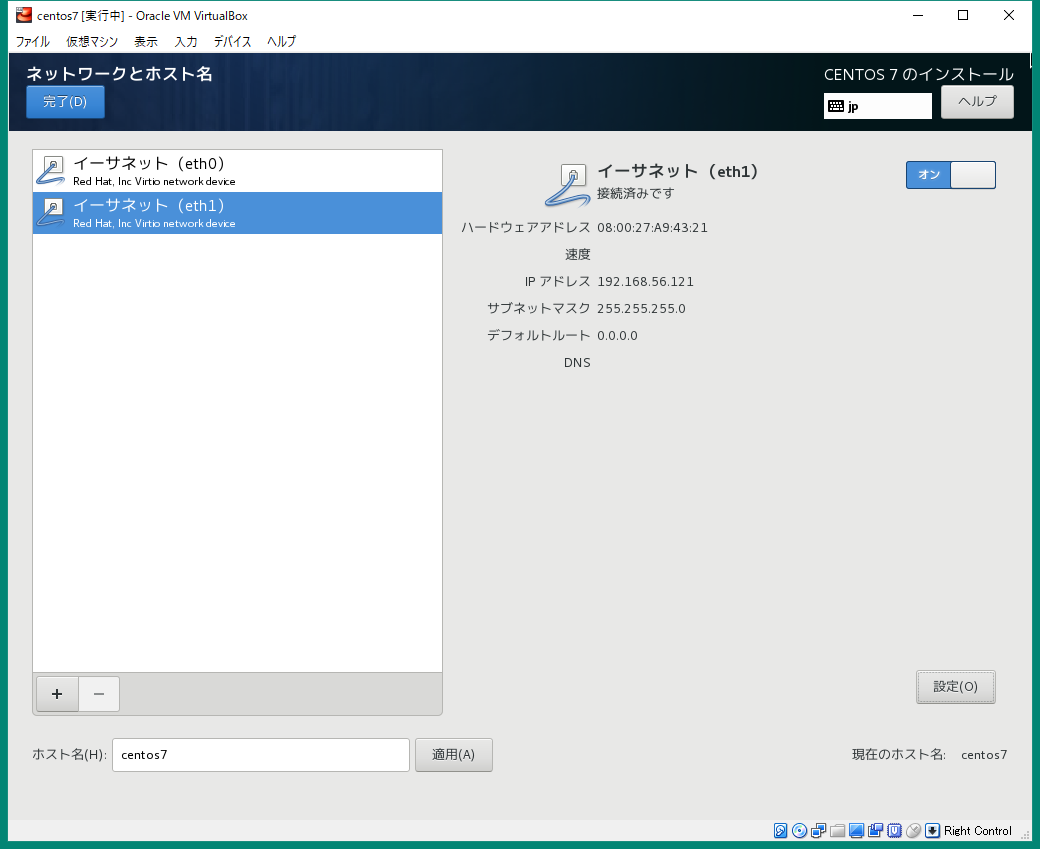 centos7 [実行中] - Oracle VM VirtualBox
ファイル 仮想マシン 表示 入力 デバイス ヘルプ
ネットワークとホスト名
CENTOS 7 のインストール
完了(D)
jp
ヘルプ
イーサネット（eth0）
Red Hat, Inc Virtio network device
イーサネット（eth1）
Red Hat, Inc Virtio network device
イーサネット（eth1）
接続済みです
オン
ハードウェアアドレス 08:00:27:A9:43:21
速度
IP アドレス 192.168.56.121
サブネットマスク 255.255.255.0
デフォルトルート 0.0.0.0
DNS
+ −
設定(O)
ホスト名(H): centos7 適用(A)
現在のホスト名: centos7
Right Control